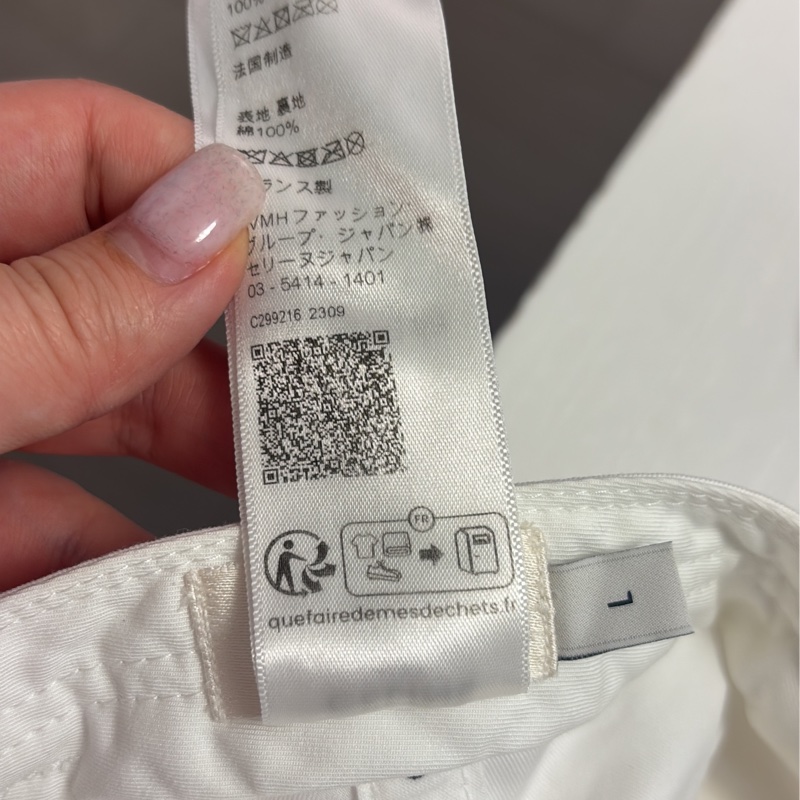 100%
法国制造
表地 裏地
綿100%
ランス製
VMHファッション・
グループ・ジャパン株
セリーヌジャパン
03 - 5414 - 1401
C299216 2309
FR
quefairedemesdechets.fr
L